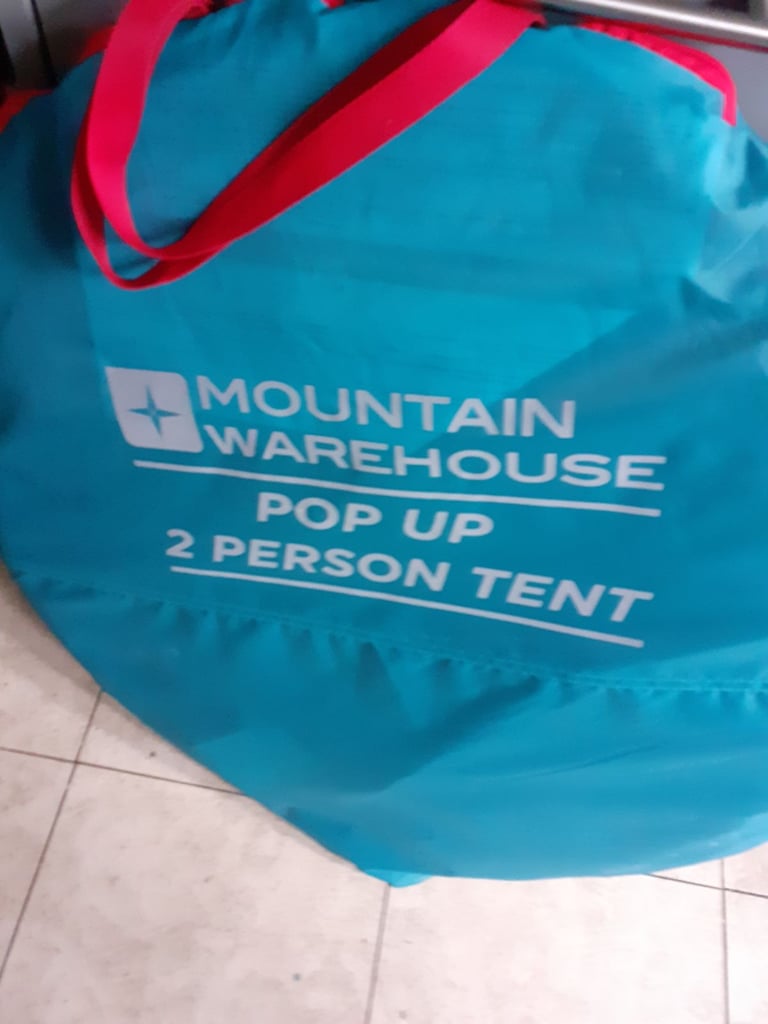 MOUNTAIN
WAREHOUSE
POP UP
2 PERSON TENT